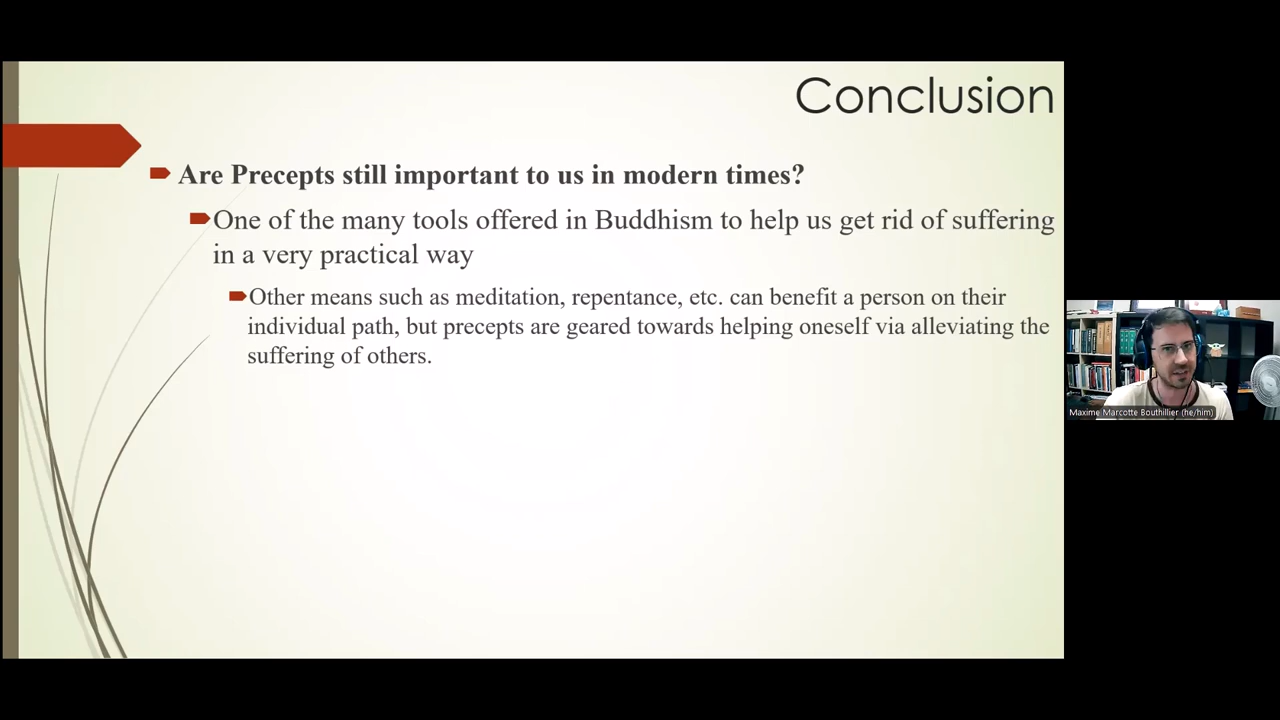 Conclusion
Are Precepts still important to us in modern times?
One of the many tools offered in Buddhism to help us get rid of suffering
in a very practical way
Other means such as meditation, repentance, etc. can benefit a person on their
individual path, but precepts are geared towards helping oneself via alleviating the
suffering of others.
Maxime Marcotte Bouthillier (he/him)